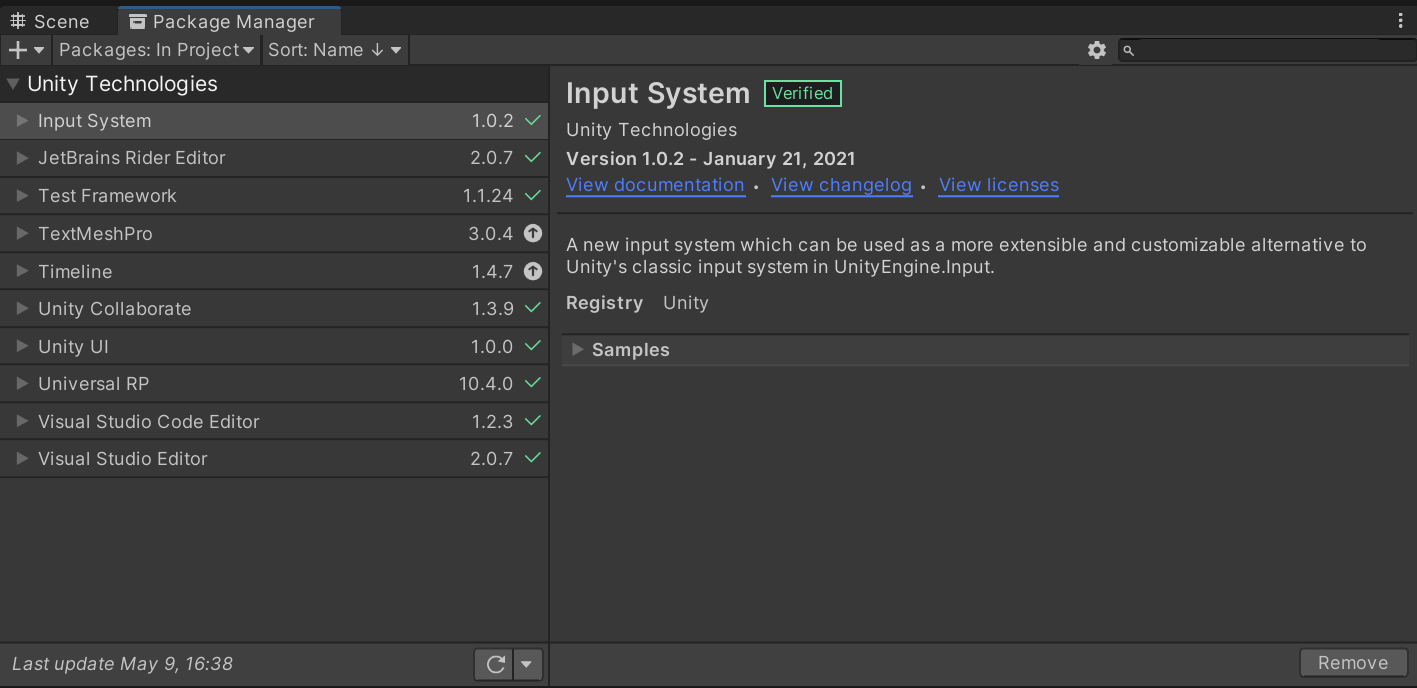 Scene
Package Manager
Packages: In Project
Sort: Name ↓
Unity Technologies
Input System 1.0.2
JetBrains Rider Editor 2.0.7
Test Framework 1.1.24
TextMeshPro 3.0.4
Timeline 1.4.7
Unity Collaborate 1.3.9
Unity UI 1.0.0
Universal RP 10.4.0
Visual Studio Code Editor 1.2.3
Visual Studio Editor 2.0.7
Last update May 9, 16:38
Input System Verified
Unity Technologies
Version 1.0.2 - January 21, 2021
View documentation • View changelog • View licenses
A new input system which can be used as a more extensible and customizable alternative to
Unity's classic input system in UnityEngine.Input.
Registry Unity
Samples
Remove